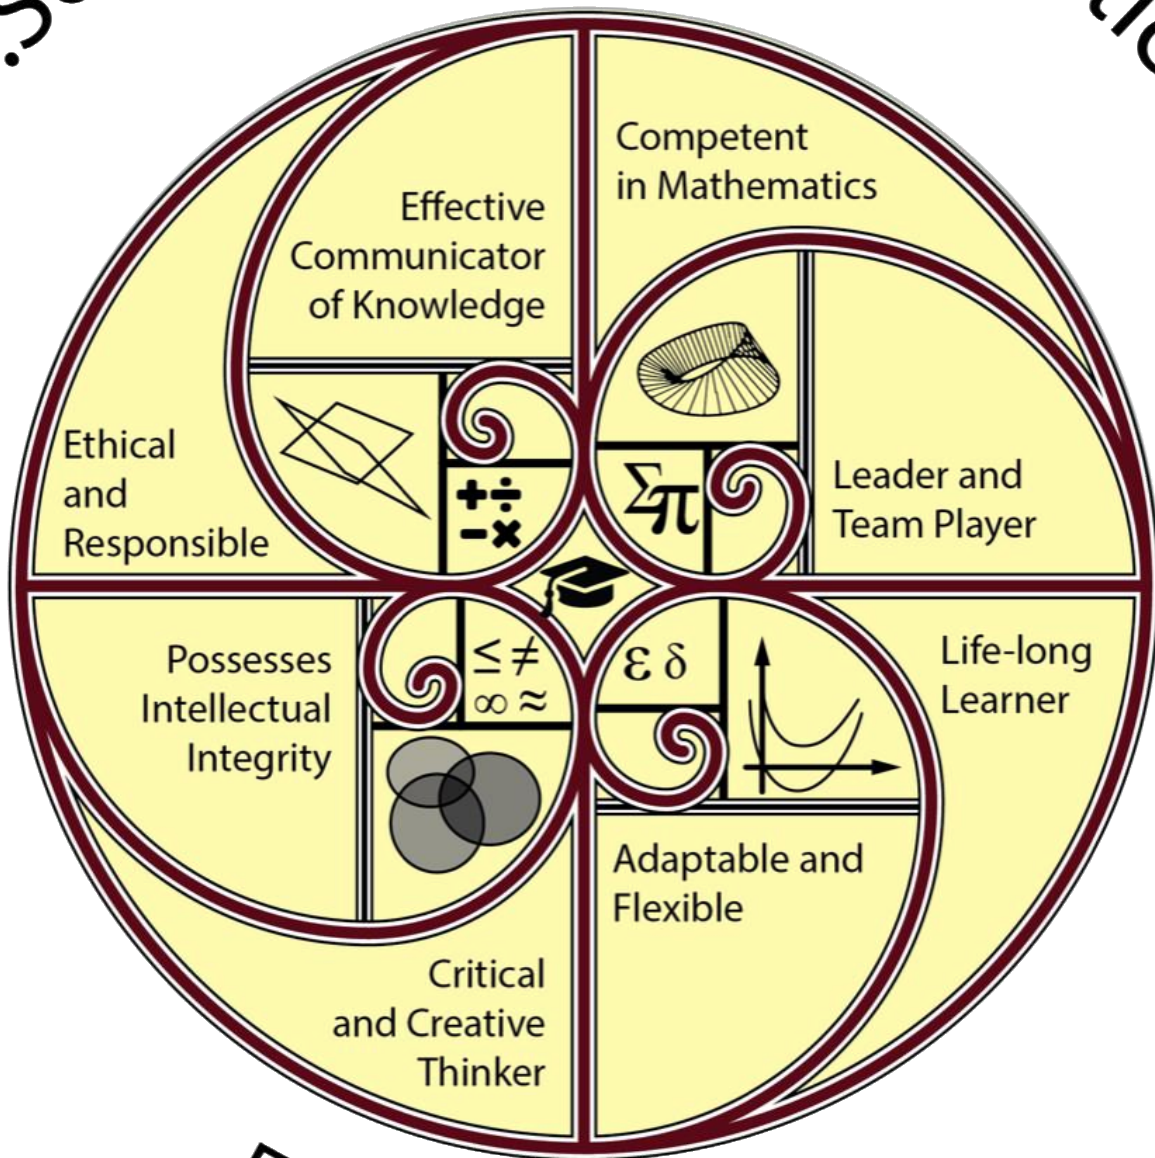 Competent
in Mathematics
Effective
Communicator
of Knowledge
Leader and
Team Player
Ethical
and
Responsible
Σπ
+÷
−×
Possesses
Intellectual
Integrity
≤ ≠
∞ ≈
ε δ
Life-long
Learner
Adaptable and
Flexible
Critical
and Creative
Thinker